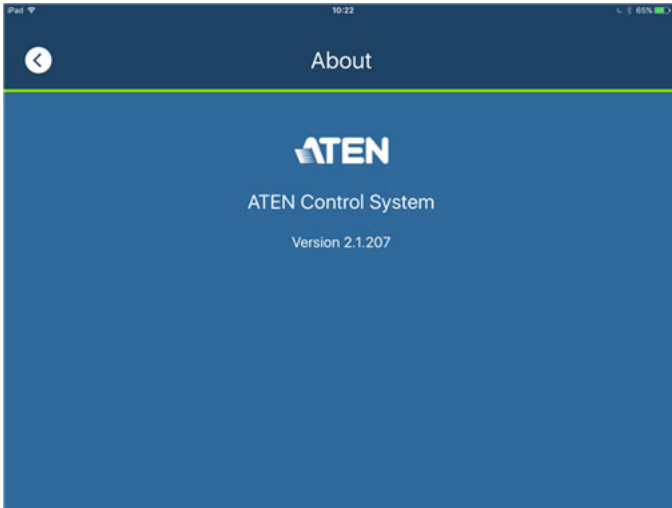 iPad 10:22 65%
About
ATEN
ATEN Control System
Version 2.1.207